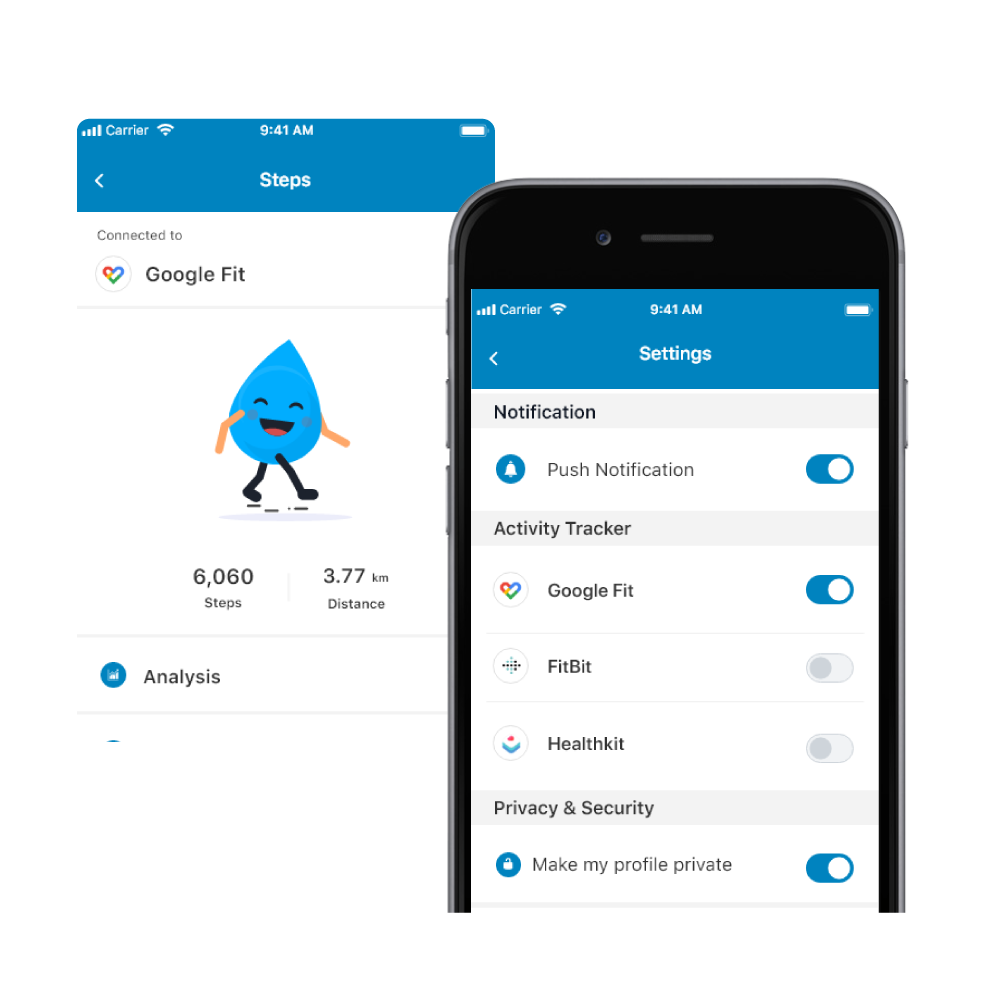 Carrier 9:41 AM
Steps
Connected to
Google Fit
6,060
Steps
3.77 km
Distance
Analysis
Carrier 9:41 AM
Settings
Notification
Push Notification
Activity Tracker
Google Fit
FitBit
Healthkit
Privacy & Security
Make my profile private